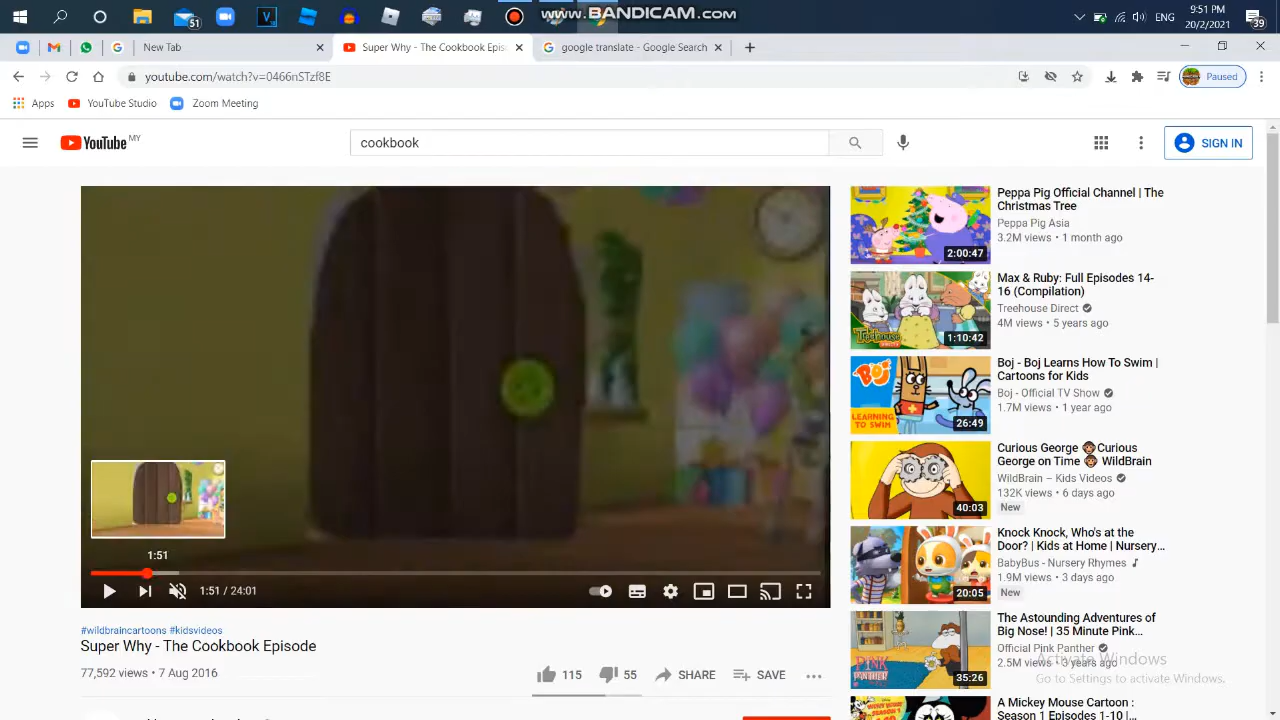 51
WWW.BANDICAM.COM
ENG
9:51 PM
20/2/2021
39
New Tab
Super Why - The Cookbook Epis
google translate - Google Search
youtube.com/watch?v=0466nSTzf8E
Paused
Apps
YouTube Studio
Zoom Meeting
YouTube MY
cookbook
SIGN IN
1:51
1:51 / 24:01
#wildbraincartoons #kidsvideos
Super Why - The Cookbook Episode
77,592 views • 7 Aug 2016
115
55
SHARE
SAVE
2:00:47
Peppa Pig Official Channel | The
Christmas Tree
Peppa Pig Asia
3.2M views • 1 month ago
Treehouse
1:10:42
Max & Ruby: Full Episodes 14-
16 (Compilation)
Treehouse Direct
4M views • 5 years ago
Boj
LEARNING
TO SWIM
26:49
Boj - Boj Learns How To Swim |
Cartoons for Kids
Boj - Official TV Show
1.7M views • 1 year ago
40:03
Curious George 🐵Curious
George on Time 🐵 WildBrain
WildBrain – Kids Videos
132K views • 6 days ago
New
20:05
Knock Knock, Who's at the
Door? | Kids at Home | Nursery...
BabyBus - Nursery Rhymes
1.9M views • 3 days ago
New
PINK
PANTHER
35:26
The Astounding Adventures of
Big Nose! | 35 Minute Pink...
Official Pink Panther
2.5M views • 3 years ago
Activate Windows
Go to Settings to activate Windows.
A Mickey Mouse Cartoon :
Season 1 Episodes 1-10 |